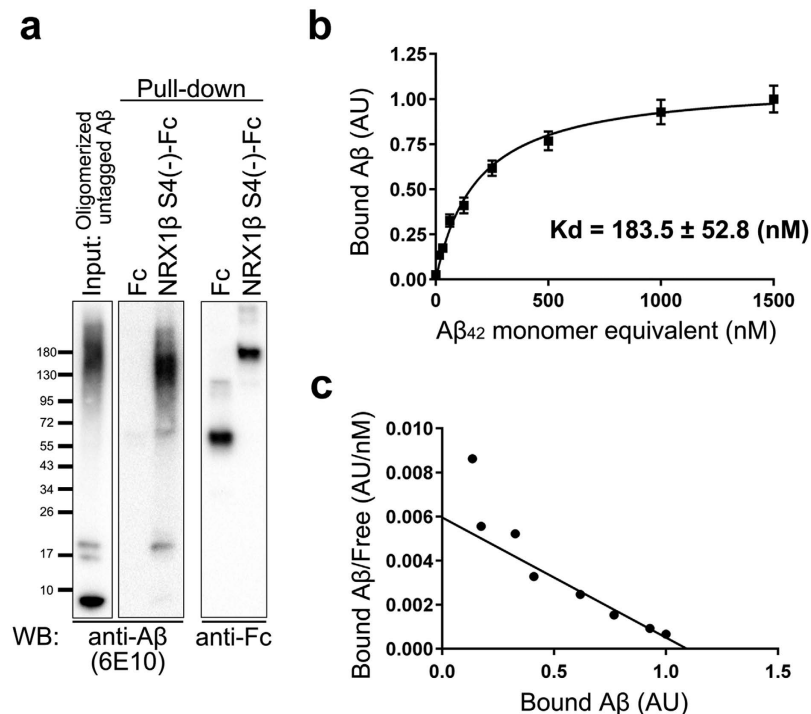 a
Pull-down
Input: Oligomerized
untagged Aβ
Fc
NRX1β S4(-)-Fc
Fc
NRX1β S4(-)-Fc
180
130
95
72
55
43
34
26
17
10
WB: anti-Aβ
(6E10)
anti-Fc
b
Bound Aβ (AU)
1.25
1.00
0.75
0.50
0.25
0.00
Kd = 183.5 ± 52.8 (nM)
0 500 1000 1500
Aβ42 monomer equivalent (nM)
c
Bound Aβ/Free (AU/nM)
0.010
0.008
0.006
0.004
0.002
0.000
0.0 0.5 1.0 1.5
Bound Aβ (AU)